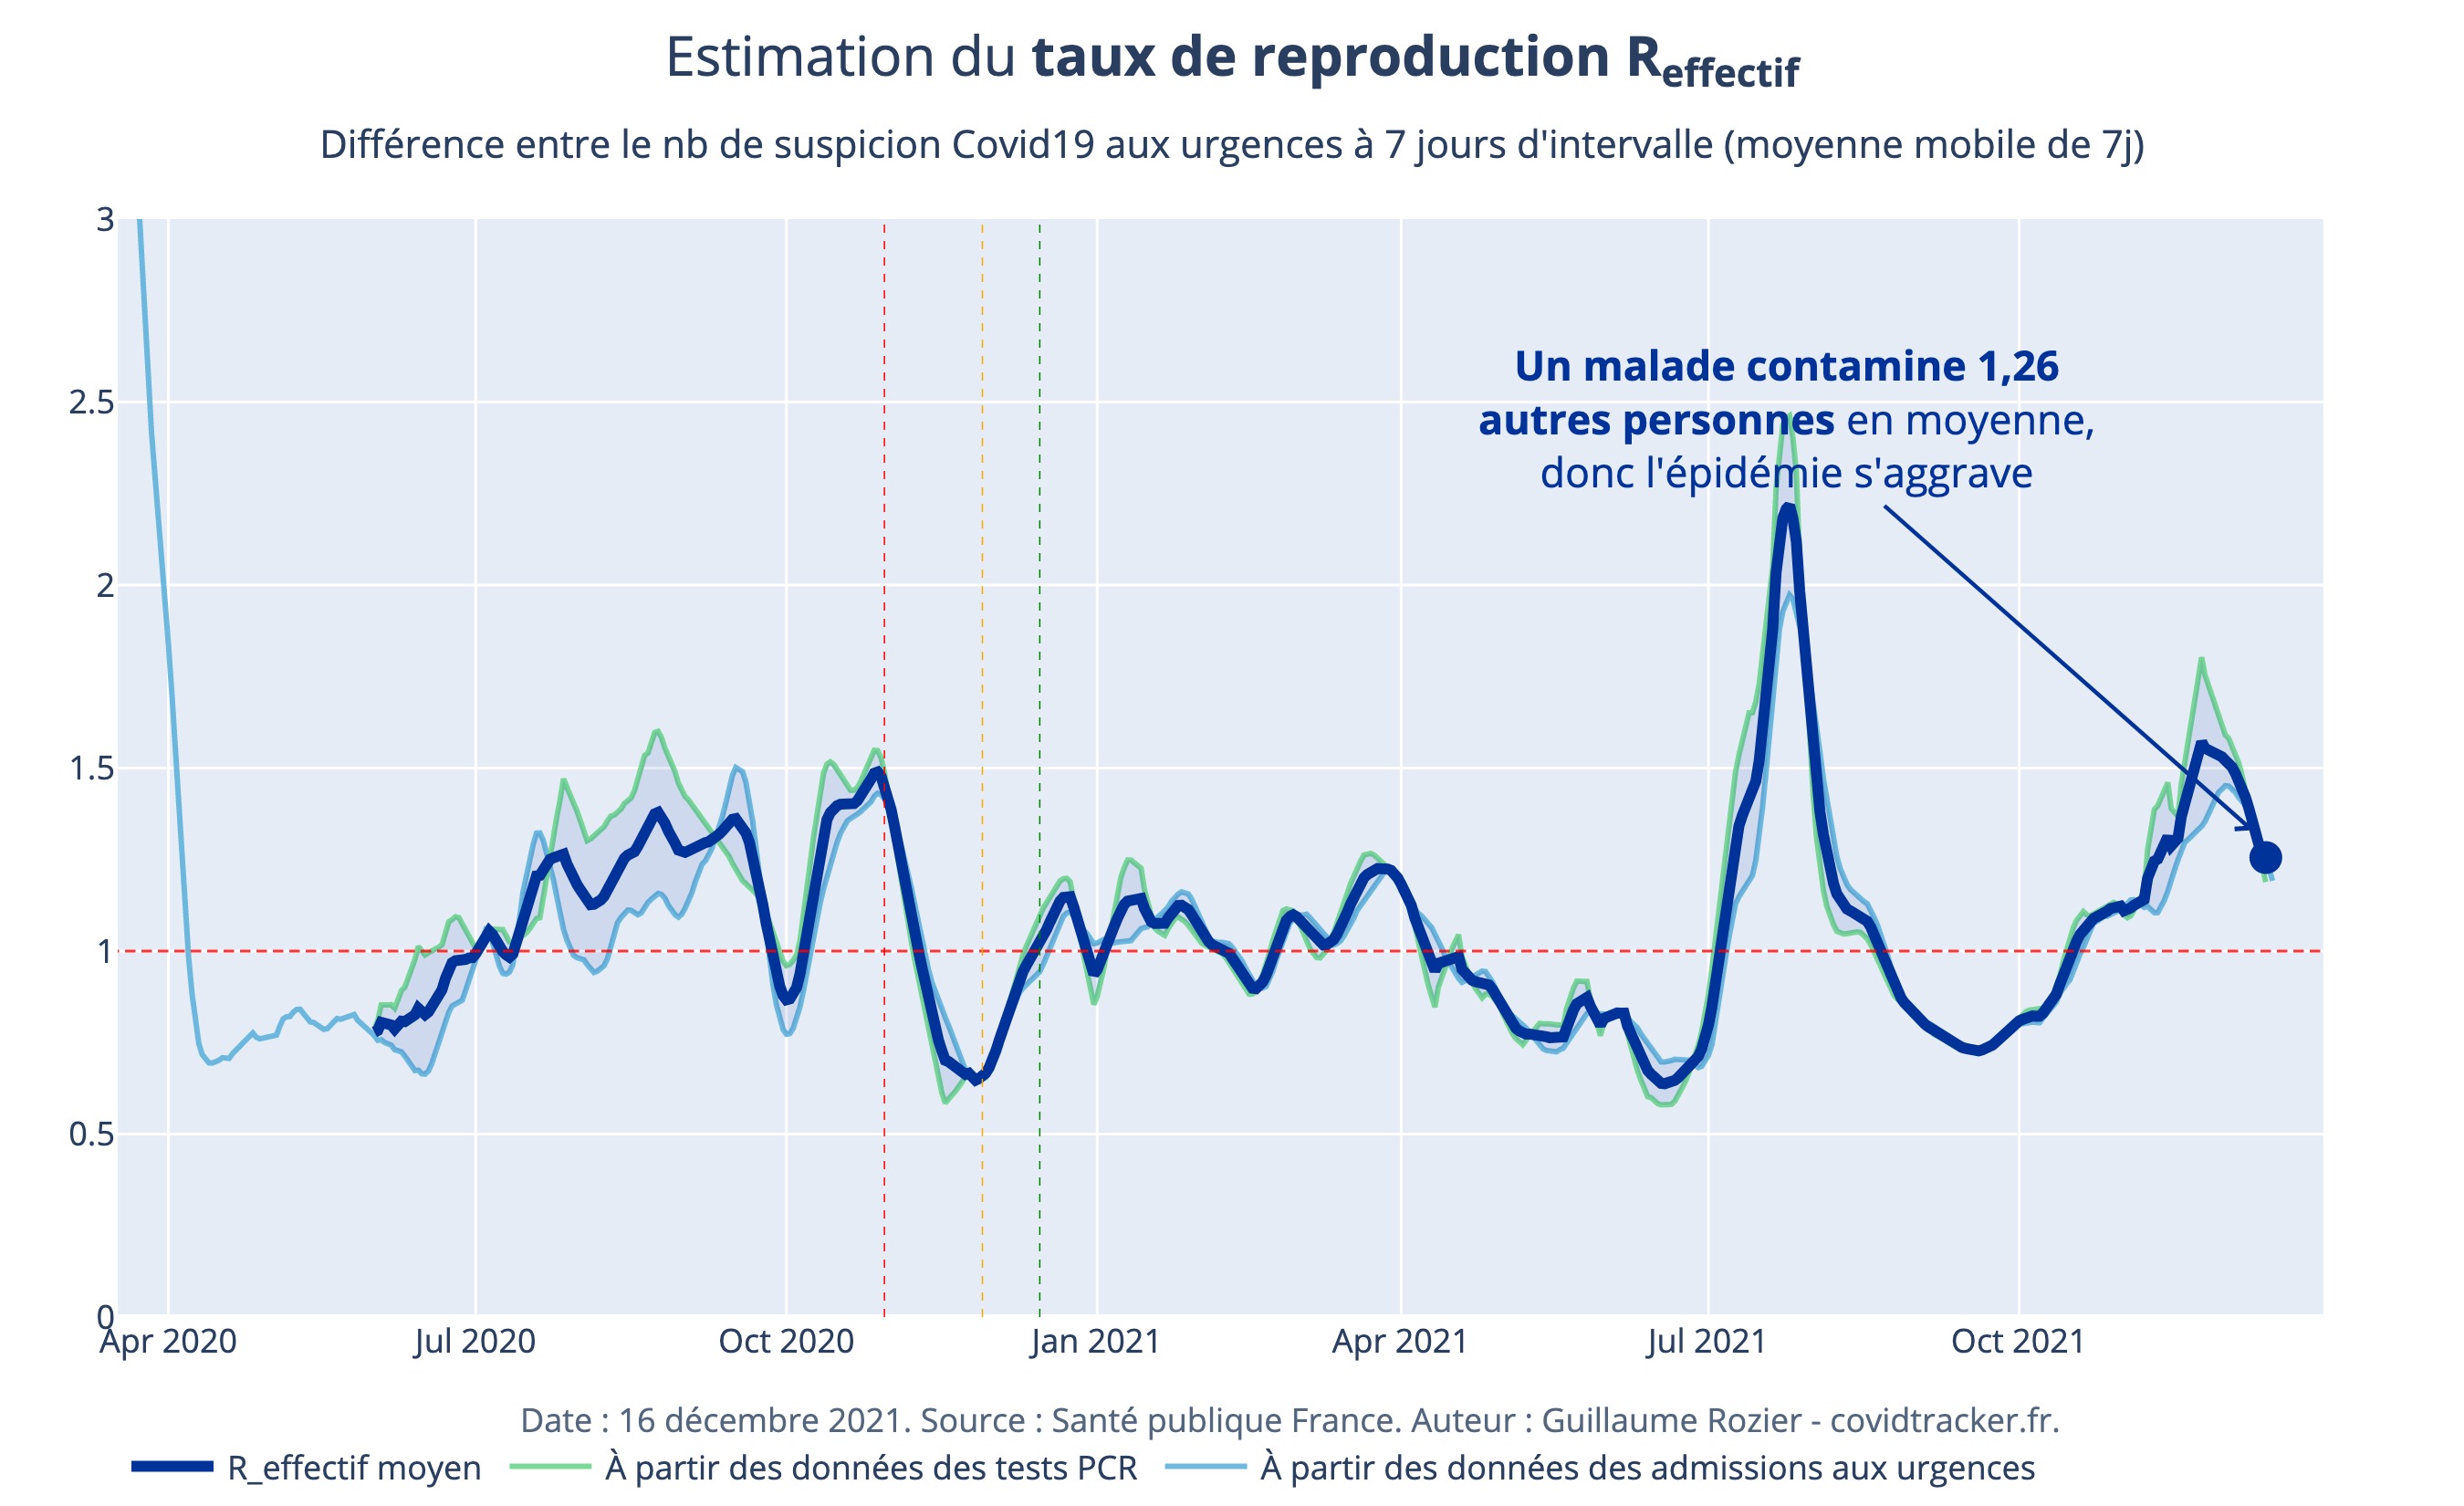 Estimation du taux de reproduction Reffectif
Différence entre le nb de suspicion Covid19 aux urgences à 7 jours d'intervalle (moyenne mobile de 7j)
3
2.5
2
1.5
1
0.5
0
Un malade contamine 1,26
autres personnes en moyenne,
donc l'épidémie s'aggrave
Apr 2020 Jul 2020 Oct 2020 Jan 2021 Apr 2021 Jul 2021 Oct 2021
Date : 16 décembre 2021. Source : Santé publique France. Auteur : Guillaume Rozier - covidtracker.fr.
R_effectif moyen À partir des données des tests PCR À partir des données des admissions aux urgences